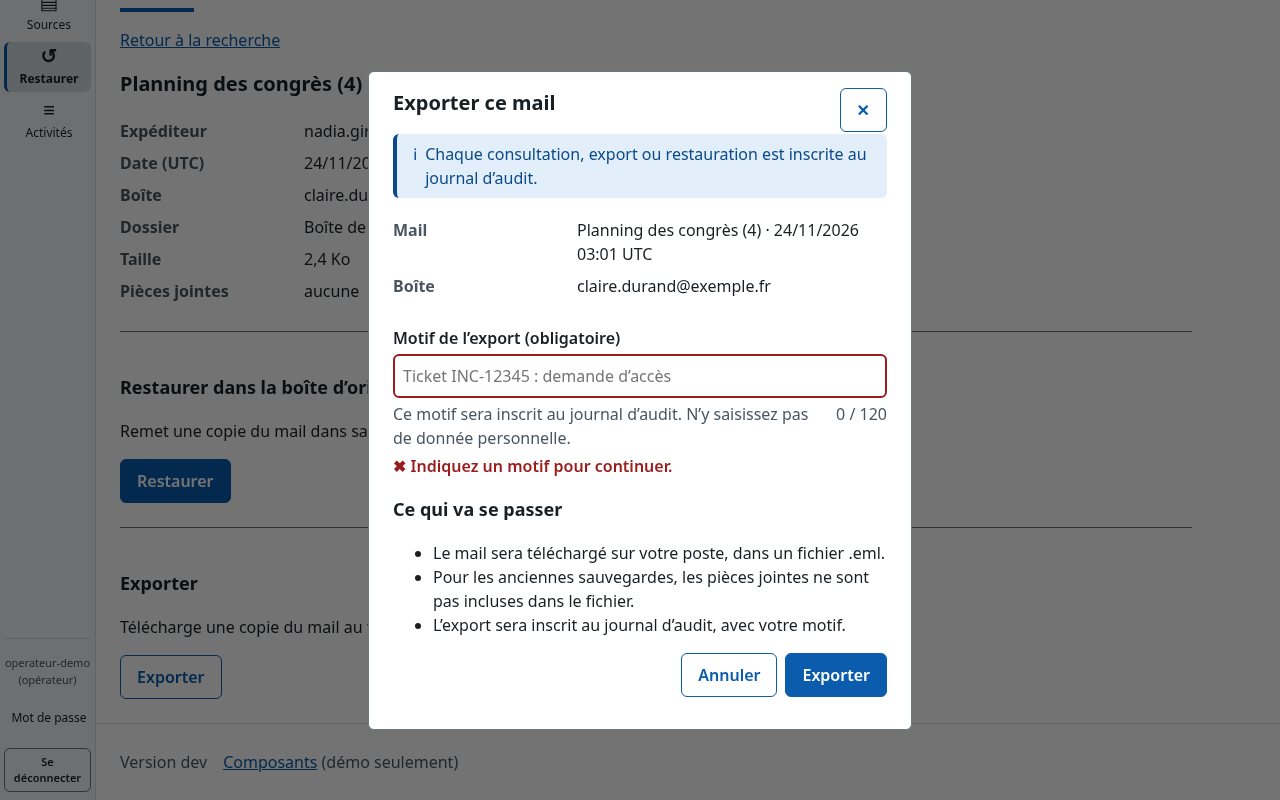 Sources
↺
Restaurer
≡
Activités
operateur-demo
(opérateur)
Mot de passe
Se
déconnecter
Retour à la recherche
Planning des congrès (4)
Expéditeur
nadia.gi
Date (UTC)
24/11/20
Boîte
claire.du
Dossier
Boîte de
Taille
2,4 Ko
Pièces jointes
aucune
Restaurer dans la boîte d’ori
Remet une copie du mail dans sa
Restaurer
Exporter
Télécharge une copie du mail au
Exporter
Version dev Composants (démo seulement)
Exporter ce mail
×
i Chaque consultation, export ou restauration est inscrite au
journal d’audit.
Mail
Planning des congrès (4) · 24/11/2026
03:01 UTC
Boîte
claire.durand@exemple.fr
Motif de l’export (obligatoire)
Ticket INC-12345 : demande d’accès
Ce motif sera inscrit au journal d’audit. N’y saisissez pas 0 / 120
de donnée personnelle.
✖ Indiquez un motif pour continuer.
Ce qui va se passer
• Le mail sera téléchargé sur votre poste, dans un fichier .eml.
• Pour les anciennes sauvegardes, les pièces jointes ne sont
pas incluses dans le fichier.
• L’export sera inscrit au journal d’audit, avec votre motif.
Annuler
Exporter